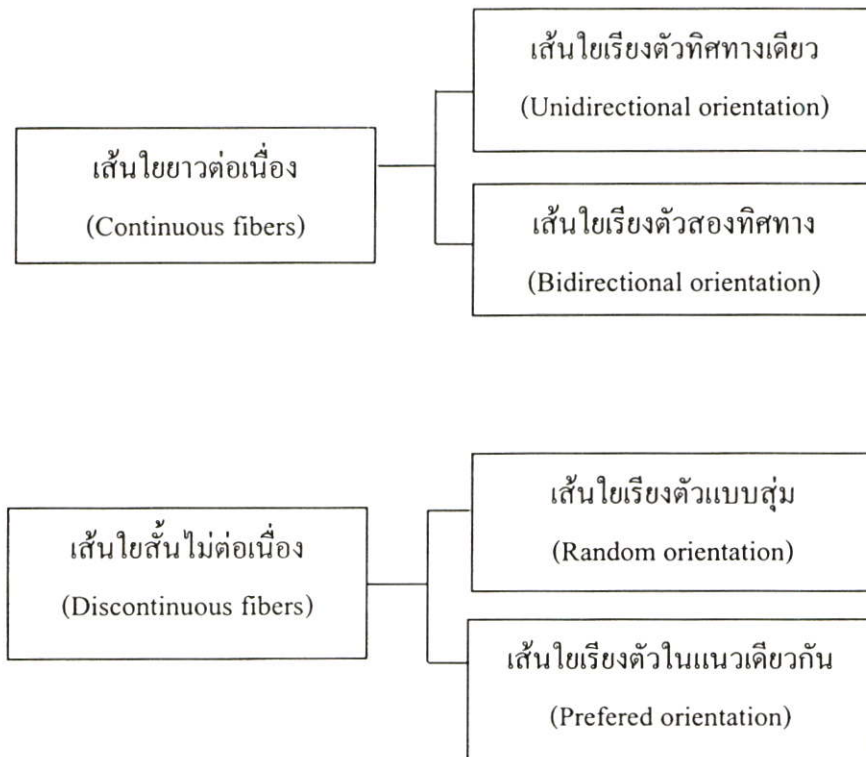 เส้นใยเรียงตัวทิศทางเดียว
(Unidirectional orientation)
เส้นใยยาวต่อเนื่อง
(Continuous fibers)
เส้นใยเรียงตัวสองทิศทาง
(Bidirectional orientation)
เส้นใยเรียงตัวแบบสุ่ม
(Random orientation)
เส้นใยสั้นไม่ต่อเนื่อง
(Discontinuous fibers)
เส้นใยเรียงตัวในแนวเดียวกัน
(Prefered orientation)